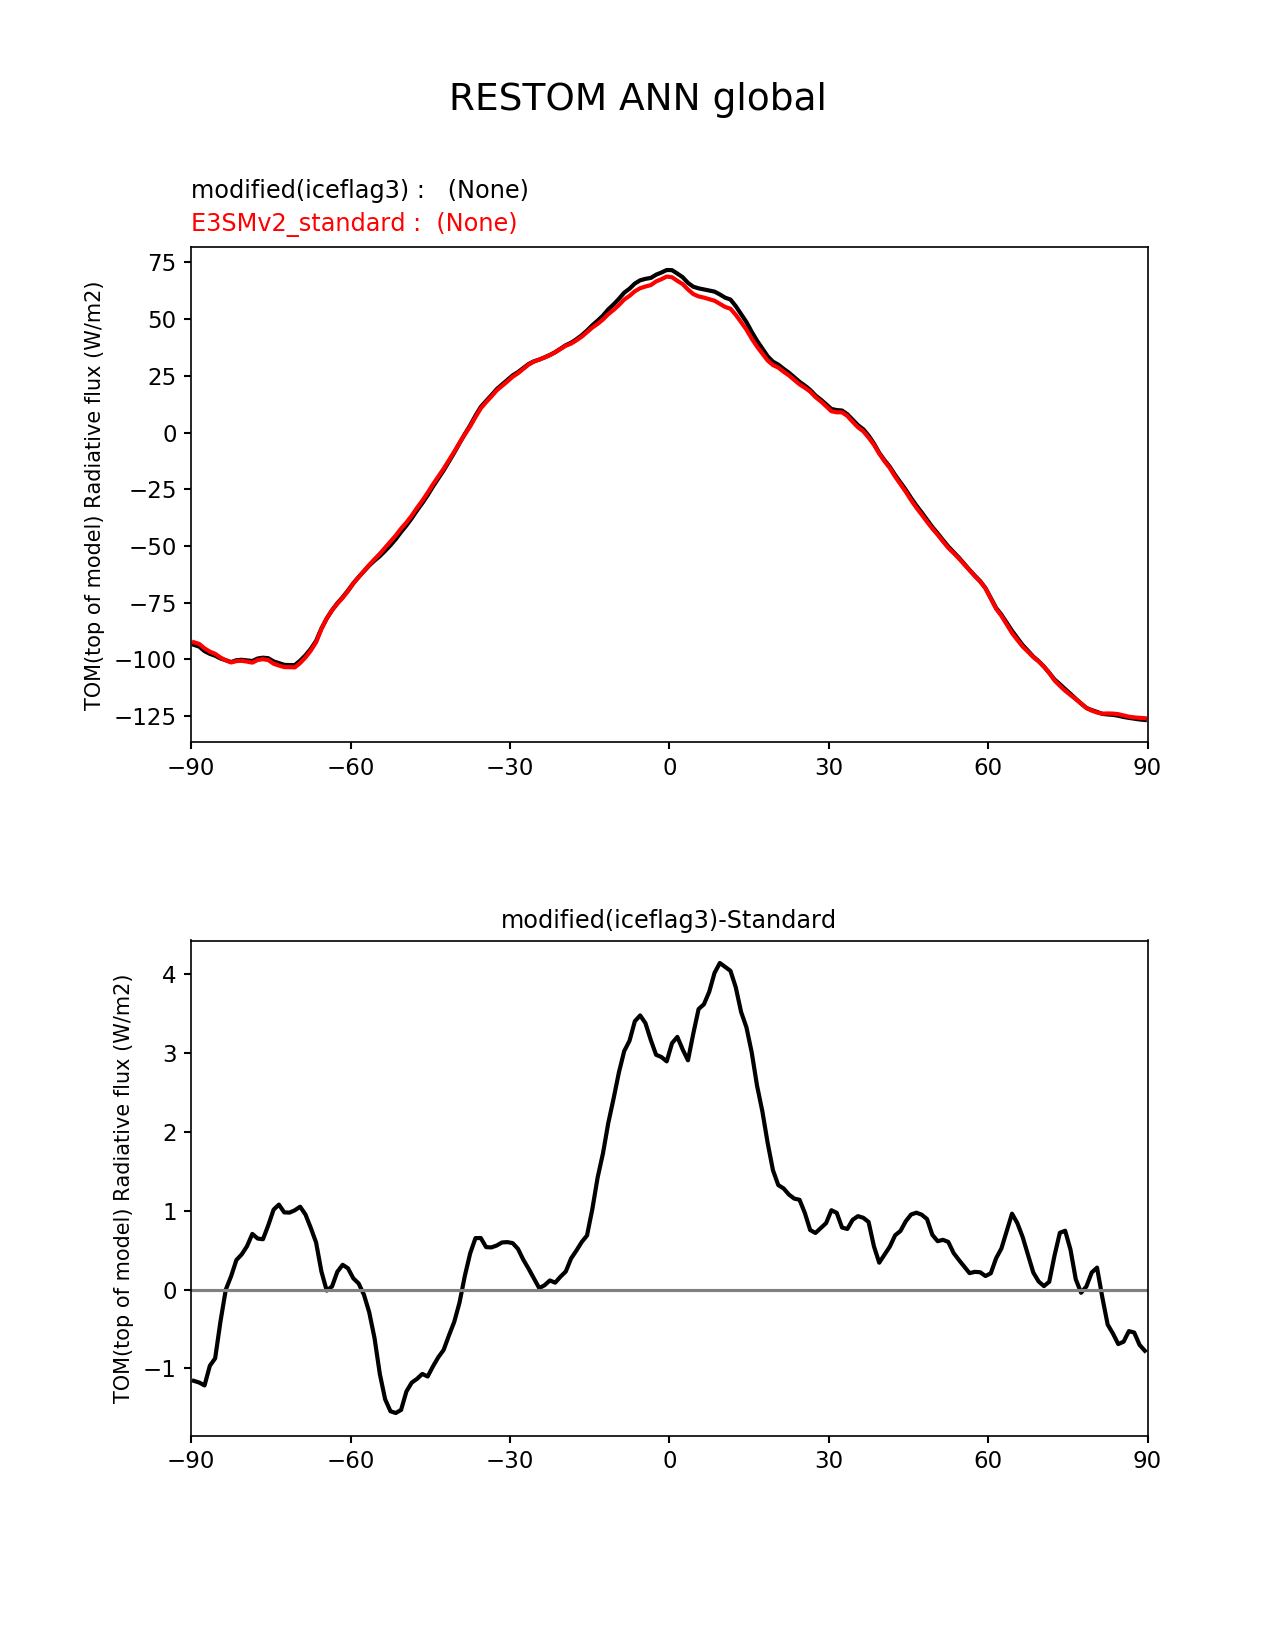 RESTOM ANN global
modified(iceflag3) :   (None)
E3SMv2_standard :  (None)
TOM(top of model) Radiative flux (W/m2)
75
50
25
0
−25
−50
−75
−100
−125
−90 −60 −30 0 30 60 90
modified(iceflag3)-Standard
TOM(top of model) Radiative flux (W/m2)
4
3
2
1
0
−1
−90 −60 −30 0 30 60 90